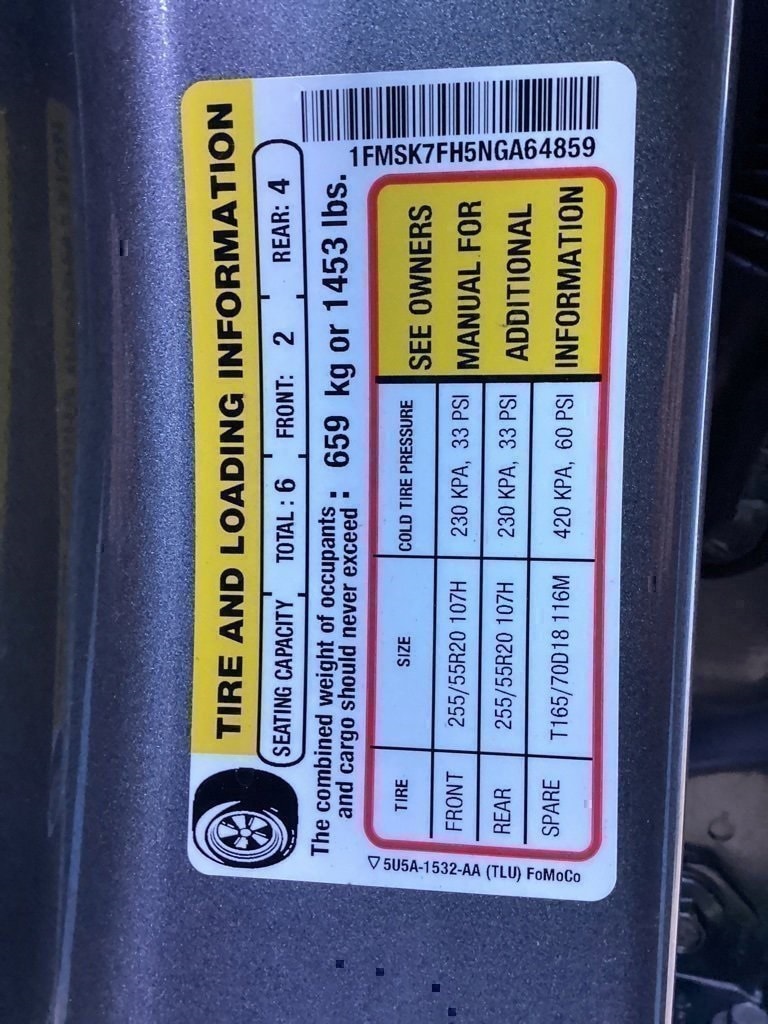 1FMSK7FH5NGA64859
TIRE AND LOADING INFORMATION
SEATING CAPACITY TOTAL: 6 FRONT: 2 REAR: 4
The combined weight of occupants
and cargo should never exceed : 659 kg or 1453 lbs.
TIRE SIZE COLD TIRE PRESSURE
FRONT 255/55R20 107H 230 KPA, 33 PSI
REAR 255/55R20 107H 230 KPA, 33 PSI
SPARE T165/70D18 116M 420 KPA, 60 PSI
SEE OWNERS
MANUAL FOR
ADDITIONAL
INFORMATION
5U5A-1532-AA (TLU) FoMoCo